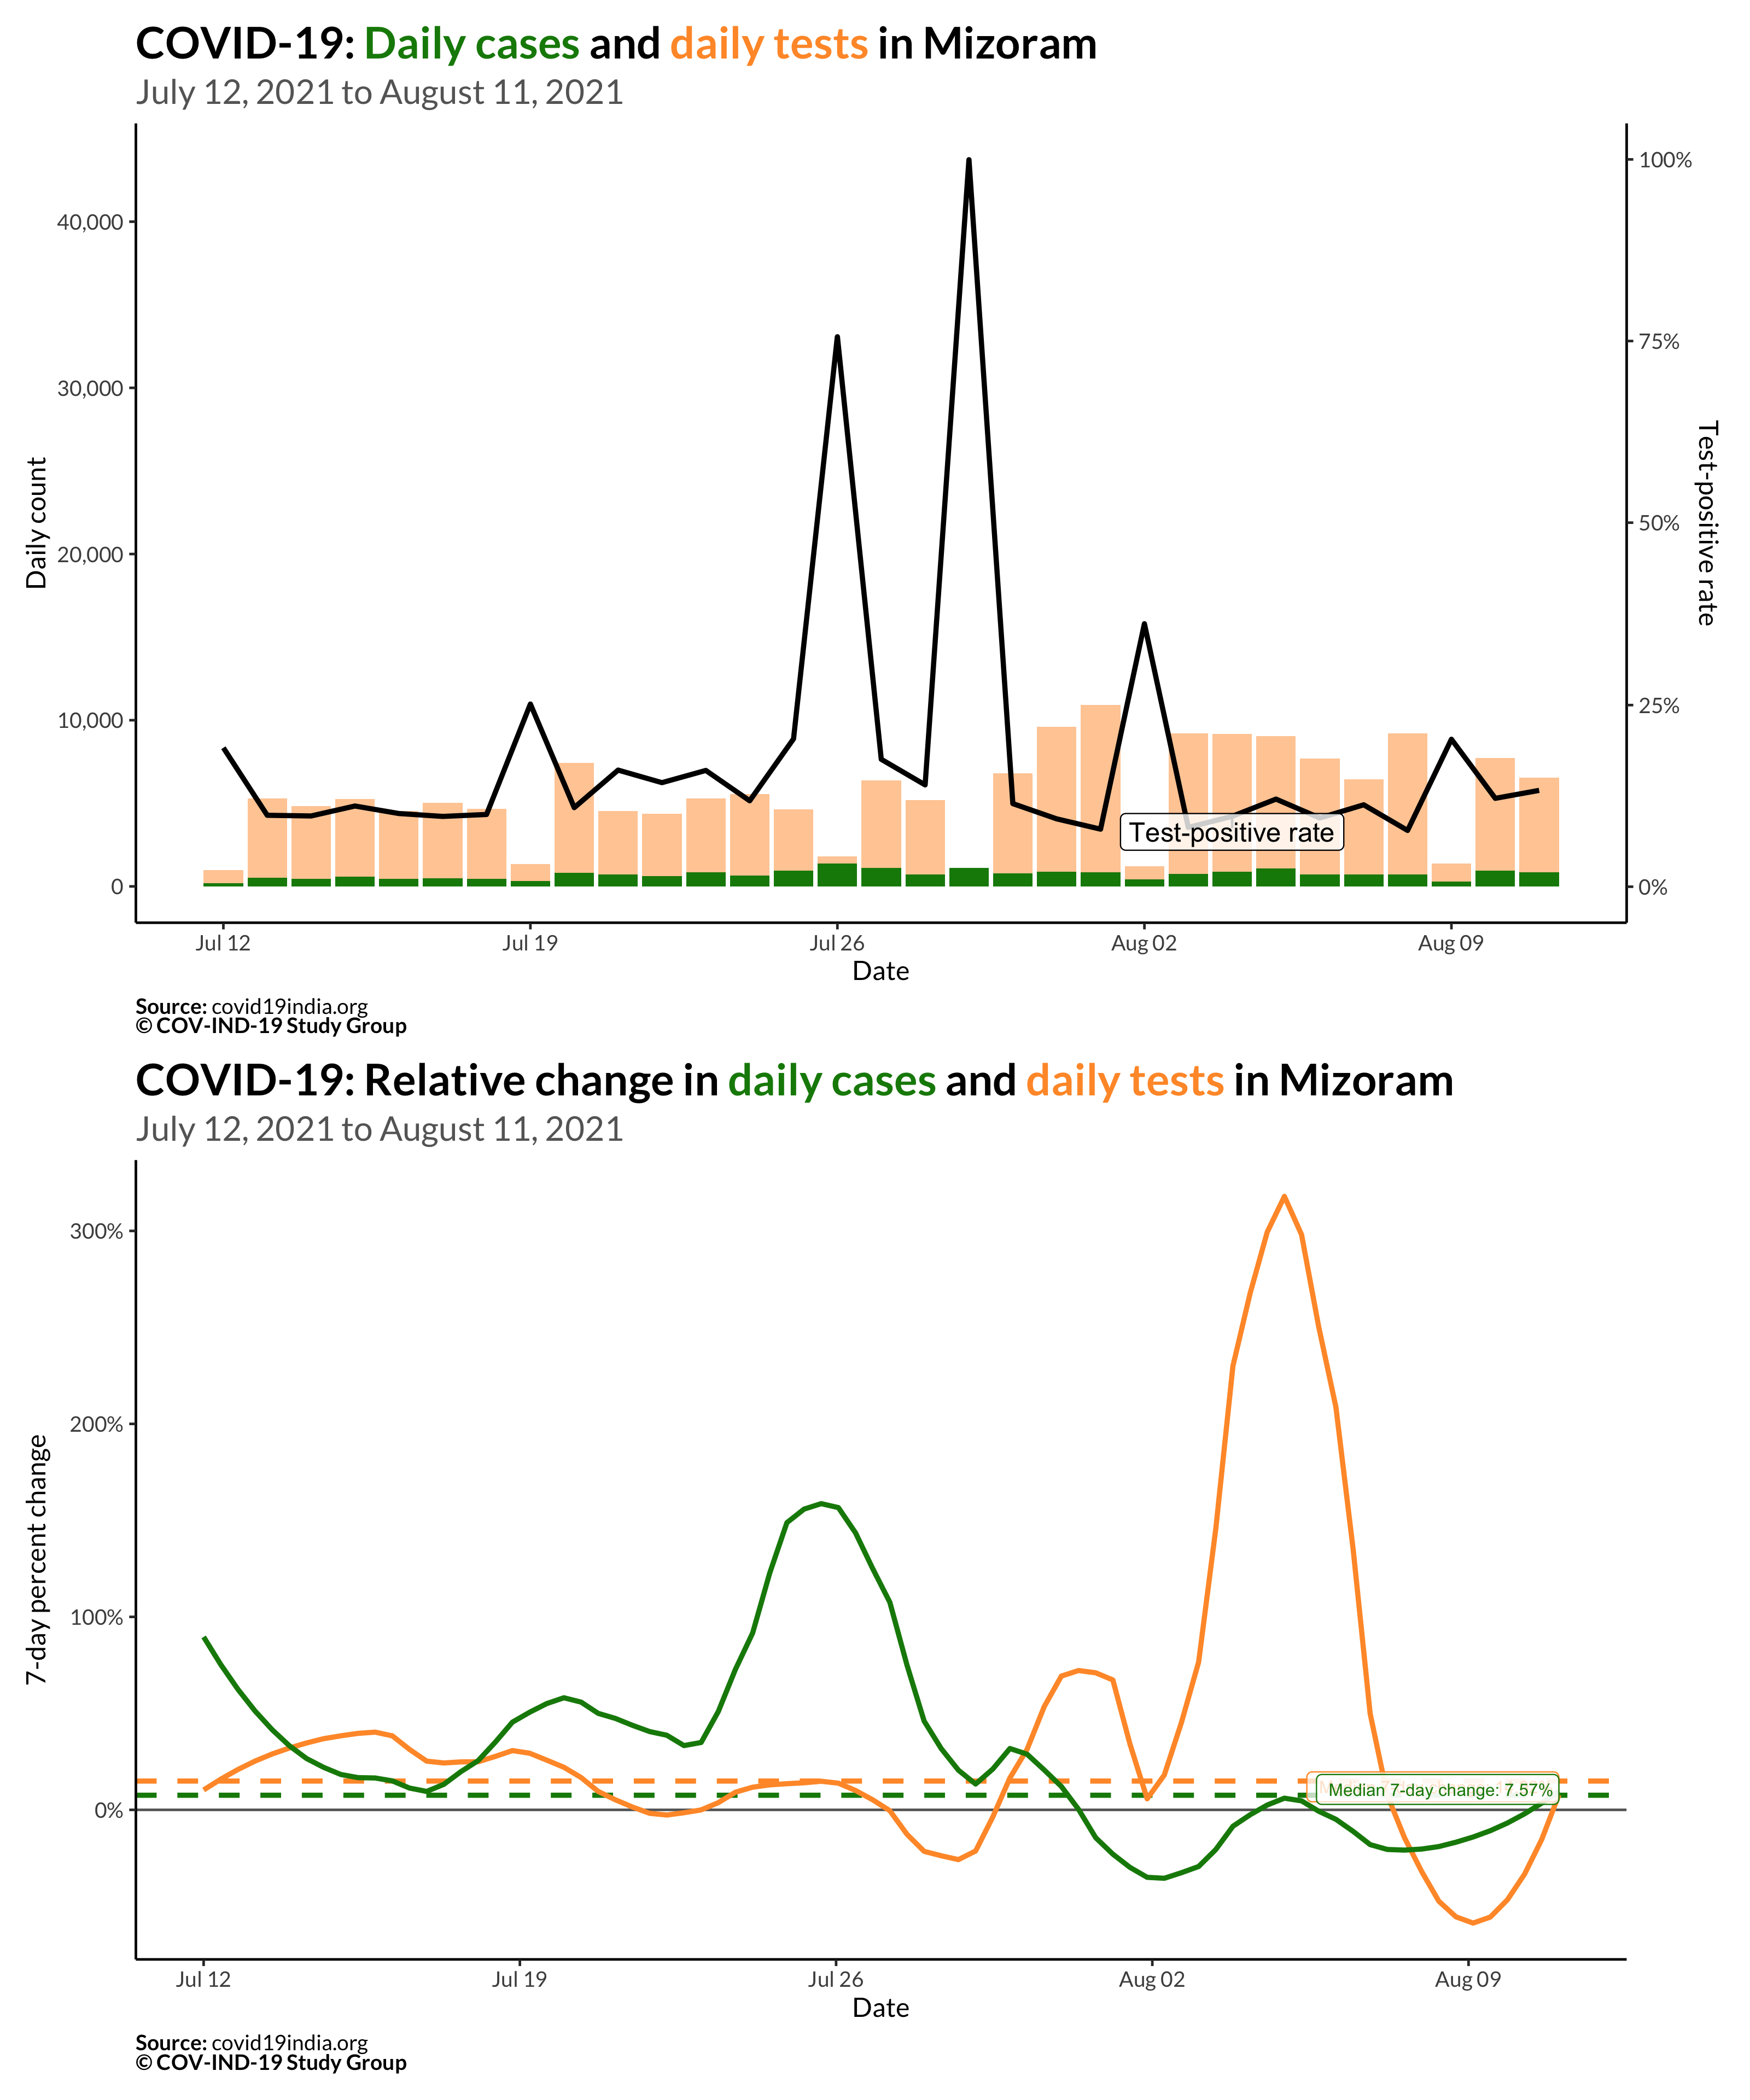 COVID-19: Daily cases and daily tests in Mizoram
July 12, 2021 to August 11, 2021
Daily count
40,000
30,000
20,000
10,000
0
100%
75%
50%
25%
0%
Test-positive rate
Test-positive rate
Jul 12
Jul 19
Jul 26
Aug 02
Aug 09
Date
Source: covid19india.org
© COV-IND-19 Study Group
COVID-19: Relative change in daily cases and daily tests in Mizoram
July 12, 2021 to August 11, 2021
7-day percent change
300%
200%
100%
0%
Median 7-day change: 7.57%
Jul 12
Jul 19
Jul 26
Aug 02
Aug 09
Date
Source: covid19india.org
© COV-IND-19 Study Group